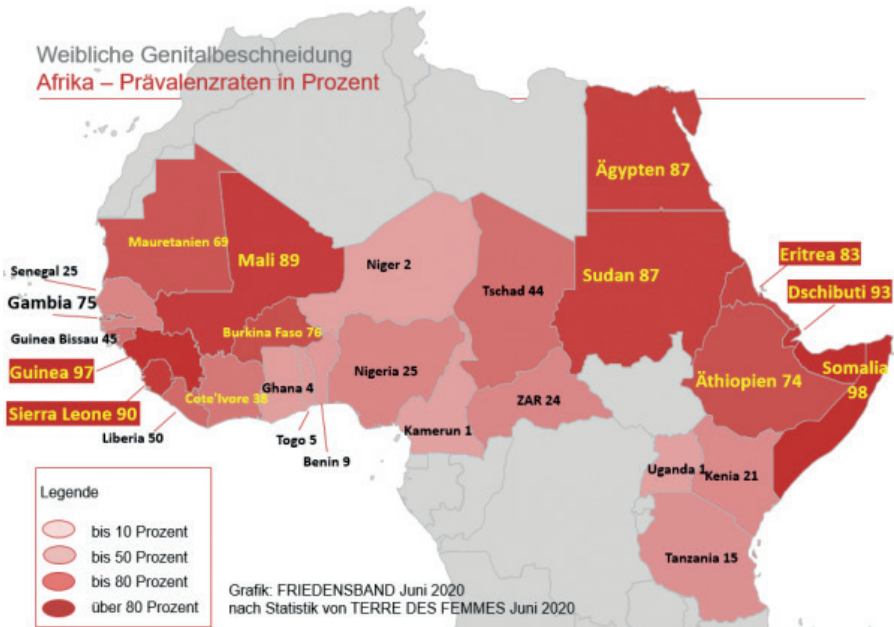 Weibliche Genitalbeschneidung
Afrika – Prävalenzraten in Prozent
Ägypten 87
Mauretanien 69
Mali 89
Niger 2
Tschad 44
Sudan 87
Eritrea 83
Senegal 25
Dschibuti 93
Gambia 75
Burkina Faso 76
Guinea Bissau 45
Guinea 97
Nigeria 25
Äthiopien 74
Somalia
98
Cote'Ivore 38
Ghana 4
ZAR 24
Sierra Leone 90
Liberia 50
Togo 5
Kamerun 1
Benin 9
Uganda 1
Kenia 21
Tanzania 15
Legende
bis 10 Prozent
bis 50 Prozent
bis 80 Prozent
über 80 Prozent
Grafik: FRIEDENSBAND Juni 2020
nach Statistik von TERRE DES FEMMES Juni 2020